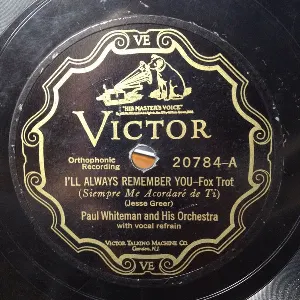 VE
"HIS MASTER'S VOICE"
VICTOR
Orthophonic
Recording
20784-A
I'LL ALWAYS REMEMBER YOU–Fox Trot
(Siempre Me Acordaré de Ti)
(Jesse Greer)
Paul Whiteman and His Orchestra
with vocal refrain
VICTOR TALKING MACHINE CO.
Camden, N.J.
VE